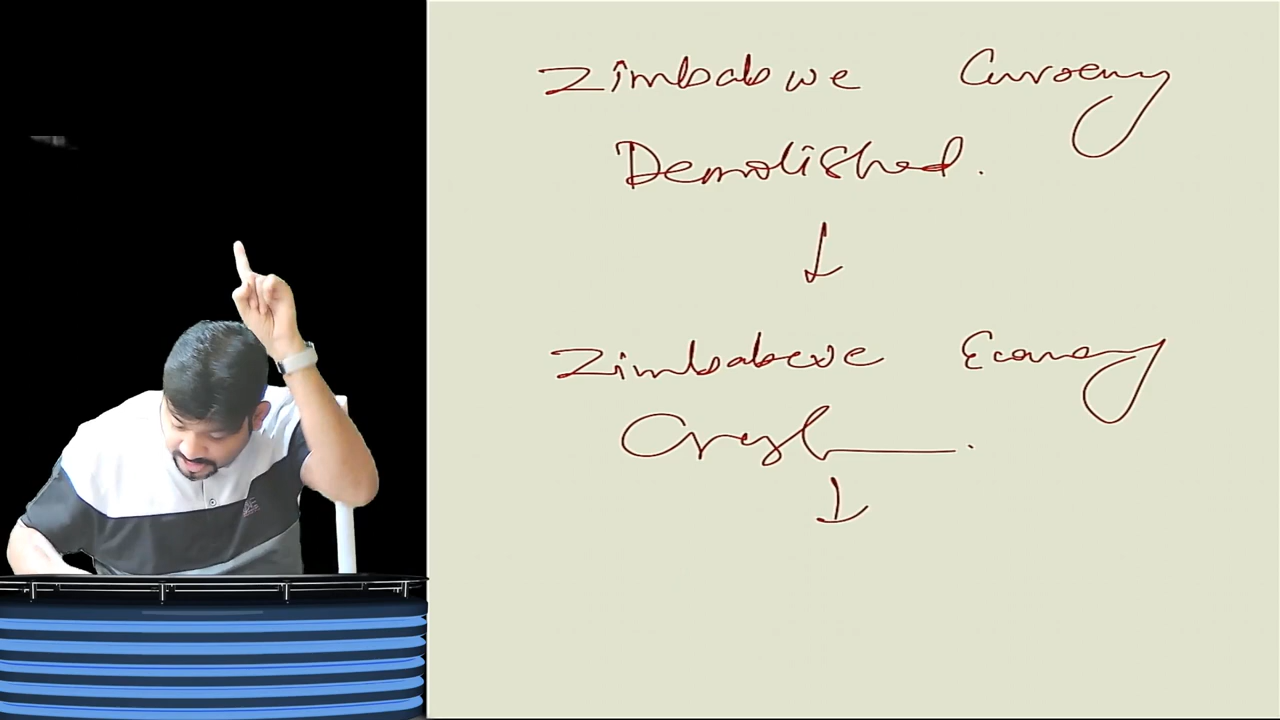 Zimbabwe Currency
Demolished.
↓
Zimbabwe Economy
Crash.
↓